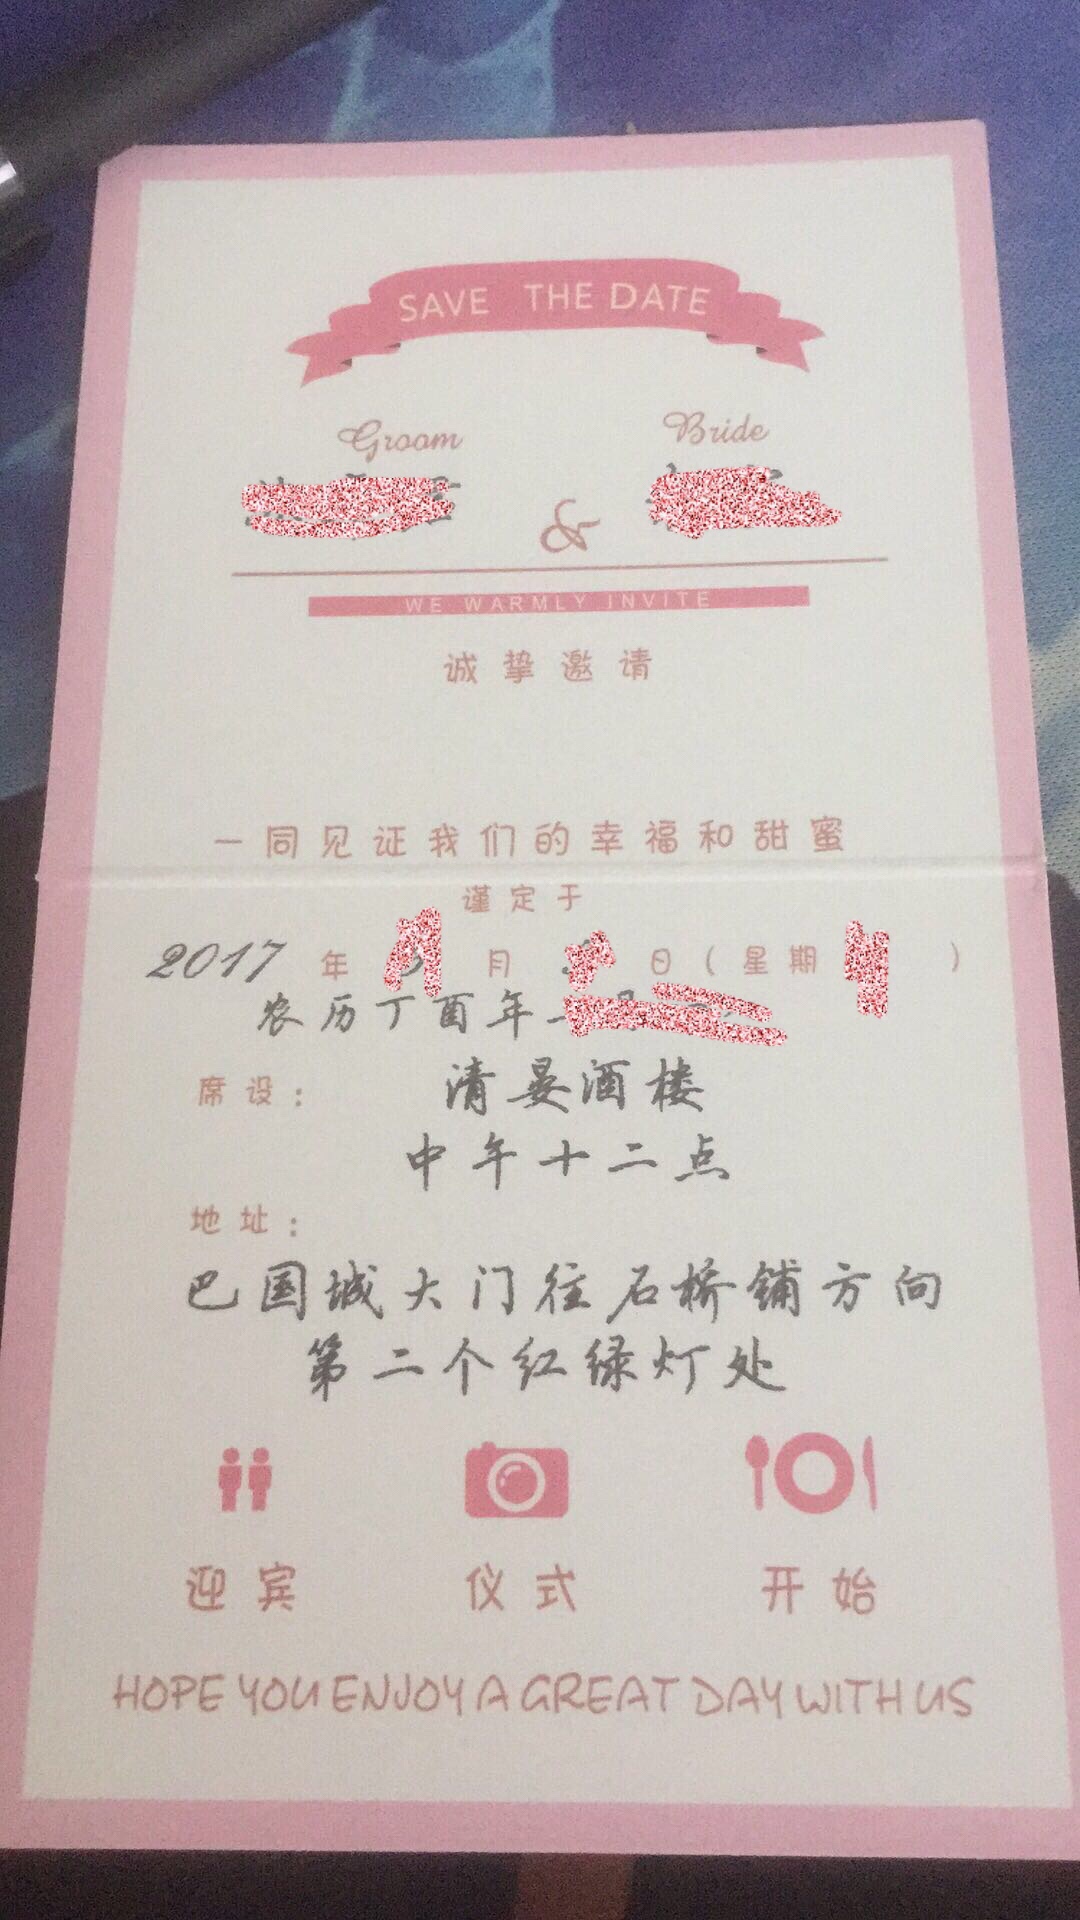 SAVE THE DATE
Groom Bride
&
WE WARMLY INVITE
诚挚邀请
一同见证我们的幸福和甜蜜
谨定于
2017 年 月 日（星期 ）
农历丁酉年
席设： 清晏酒楼
中午十二点
地址：
巴国城大门往石桥铺方向
第二个红绿灯处
迎宾 仪式 开始
HOPE YOU ENJOY A GREAT DAY WITH US